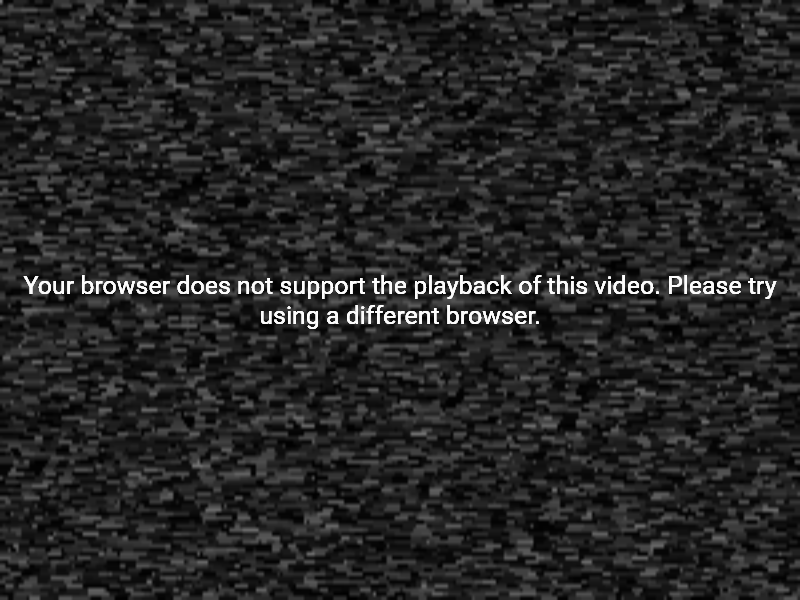 Your browser does not support the playback of this video. Please try
using a different browser.